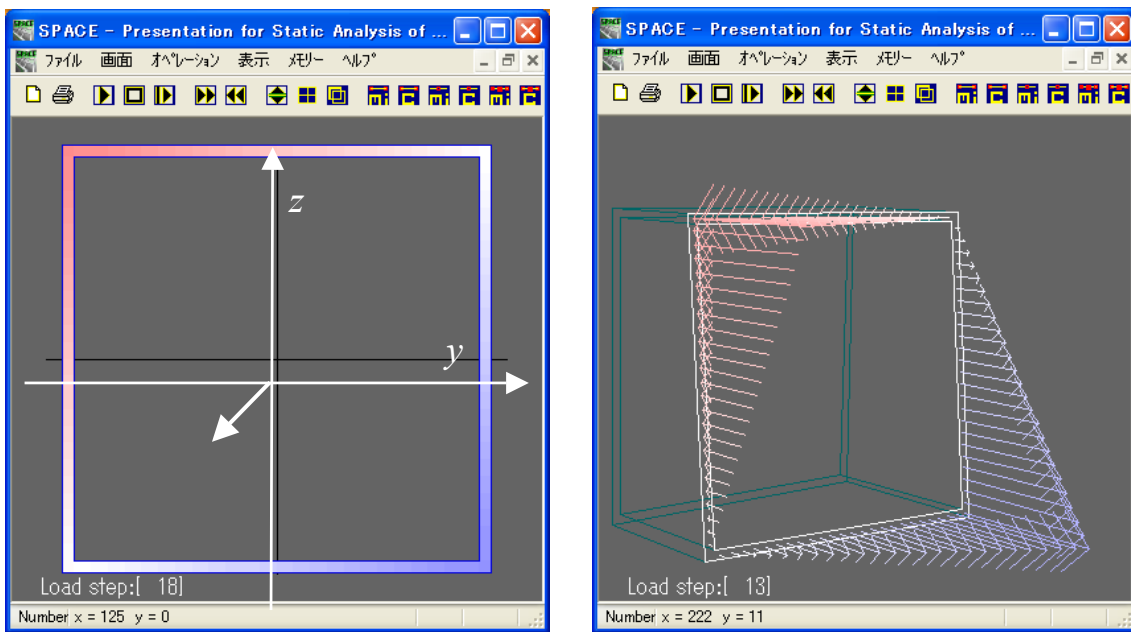 SPACE - Presentation for Static Analysis of ...
ファイル 画面 オペレーション 表示 メモリー ヘルプ
z
y
Load step:[ 18]
Number x = 125 y = 0
SPACE - Presentation for Static Analysis of ...
ファイル 画面 オペレーション 表示 メモリー ヘルプ
Load step:[ 13]
Number x = 222 y = 11